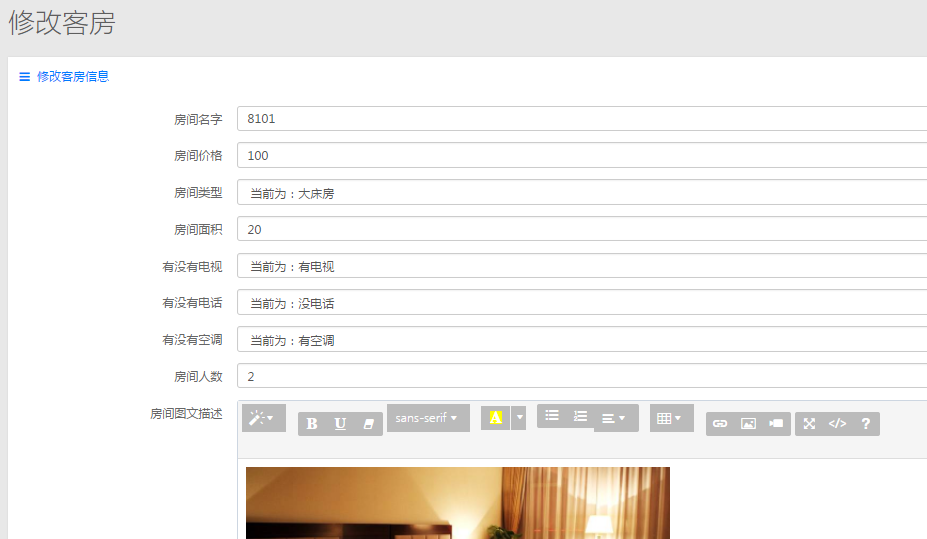 修改客房
修改客房信息
房间名字 8101
房间价格 100
房间类型 当前为：大床房
房间面积 20
有没有电视 当前为：有电视
有没有电话 当前为：没电话
有没有空调 当前为：有空调
房间人数 2
房间图文描述
B U sans-serif A </> ?